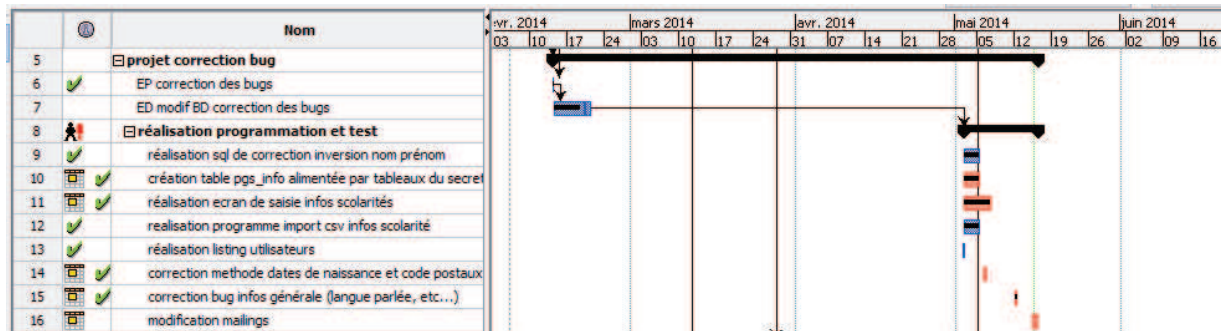 Nom
évr. 2014 mars 2014 avr. 2014 mai 2014 juin 2014
03 10 17 24 03 10 17 24 31 07 14 21 28 05 12 19 26 02 09 16
5 projet correction bug
6 EP correction des bugs
7 ED modif BD correction des bugs
8 réalisation programmation et test
9 réalisation sql de correction inversion nom prénom
10 création table pgs_info alimentée par tableaux du secret
11 réalisation ecran de saisie infos scolarités
12 realisation programme import csv infos scolarité
13 réalisation listing utilisateurs
14 correction methode dates de naissance et code postaux
15 correction bug infos générale (langue parlée, etc...)
16 modification mailings